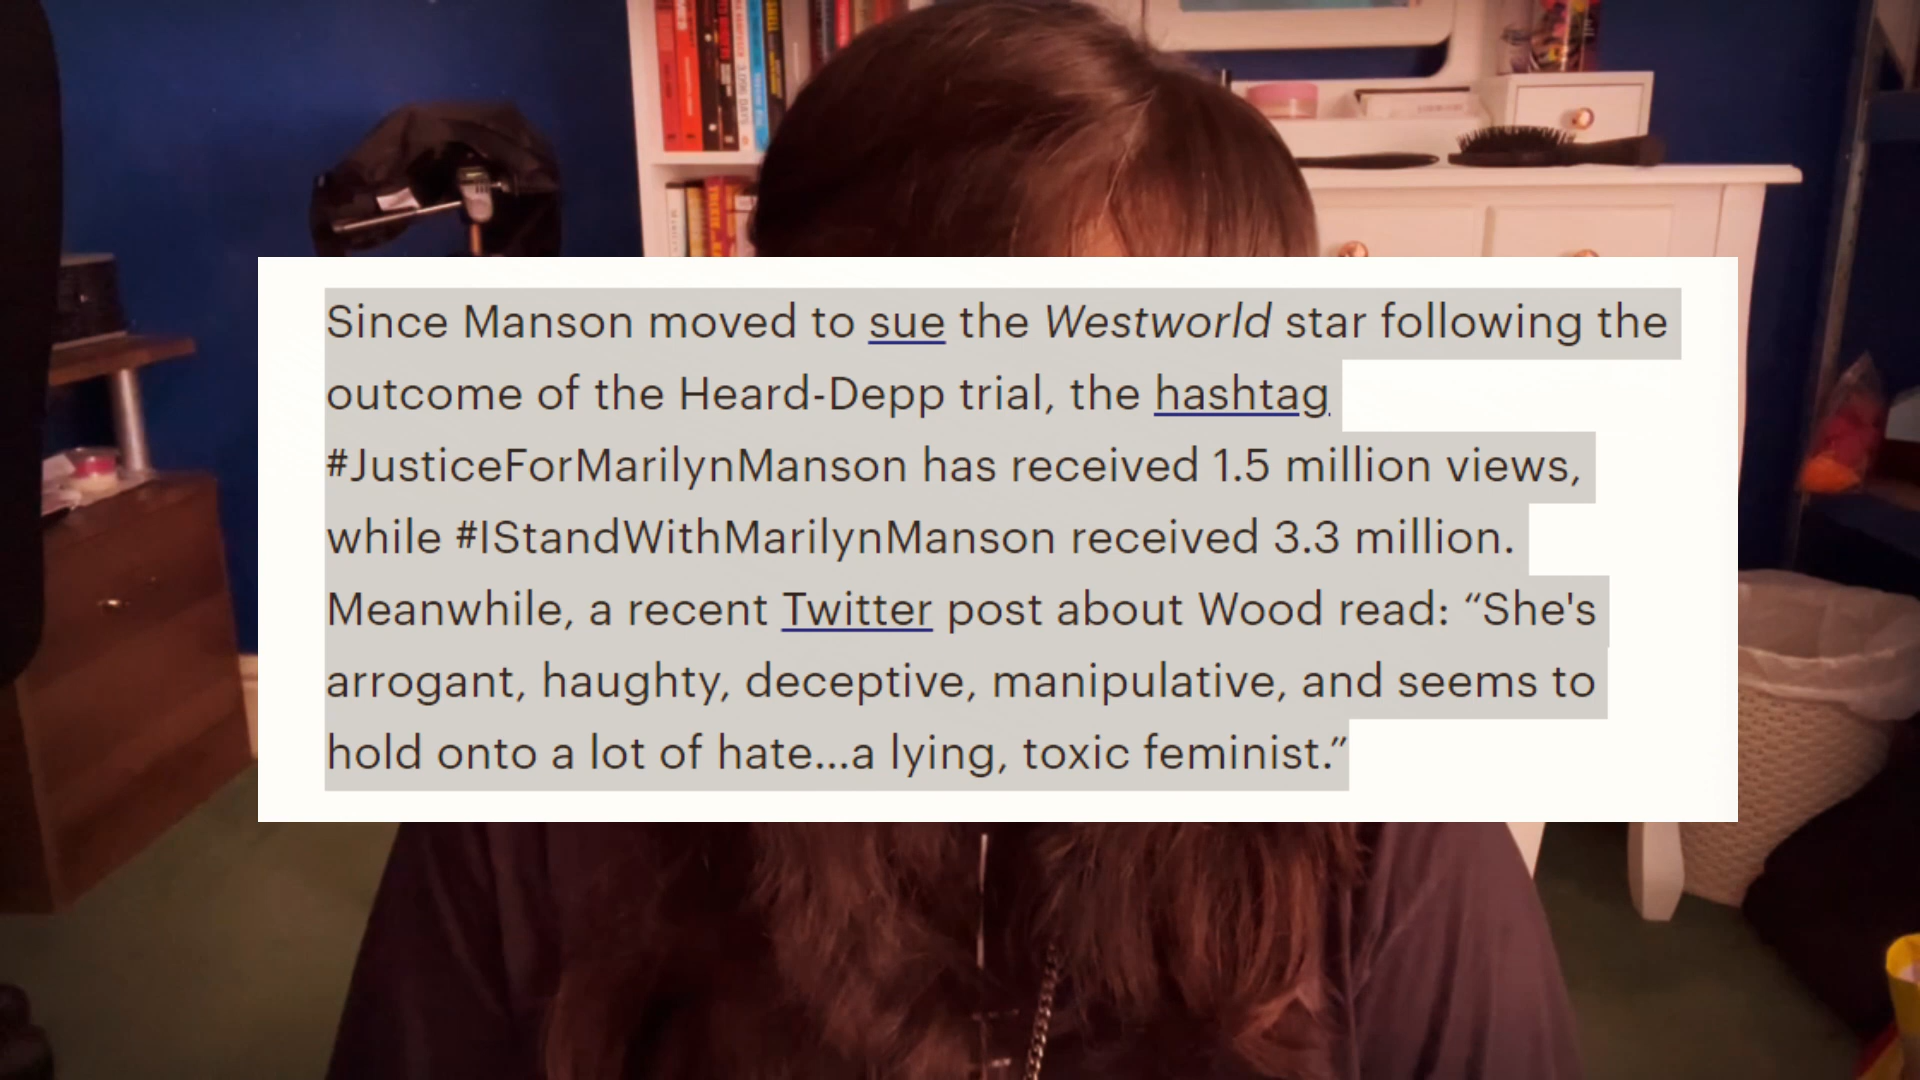 Since Manson moved to sue the Westworld star following the
outcome of the Heard-Depp trial, the hashtag
#JusticeForMarilynManson has received 1.5 million views,
while #IStandWithMarilynManson received 3.3 million.
Meanwhile, a recent Twitter post about Wood read: “She's
arrogant, haughty, deceptive, manipulative, and seems to
hold onto a lot of hate...a lying, toxic feminist.”